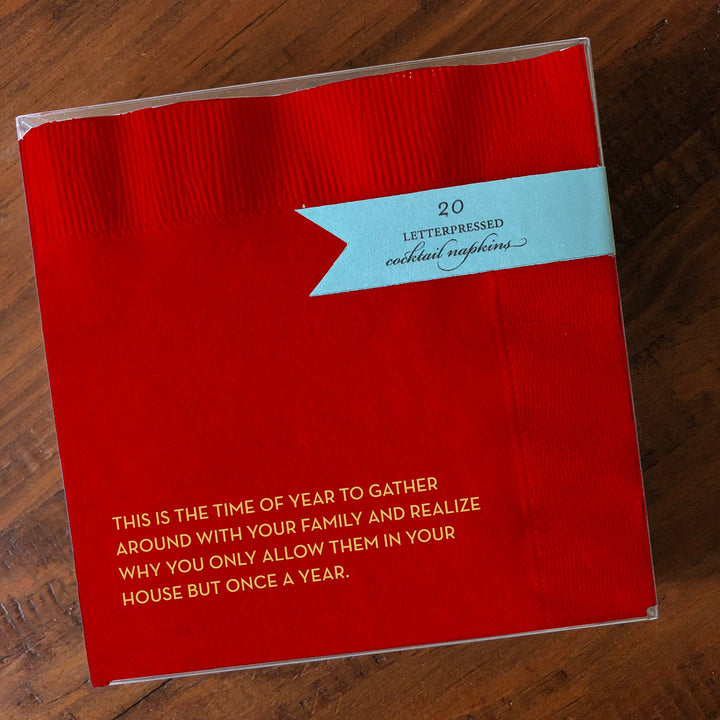 20
LETTERPRESSED
cocktail napkins
THIS IS THE TIME OF YEAR TO GATHER
AROUND WITH YOUR FAMILY AND REALIZE
WHY YOU ONLY ALLOW THEM IN YOUR
HOUSE BUT ONCE A YEAR.